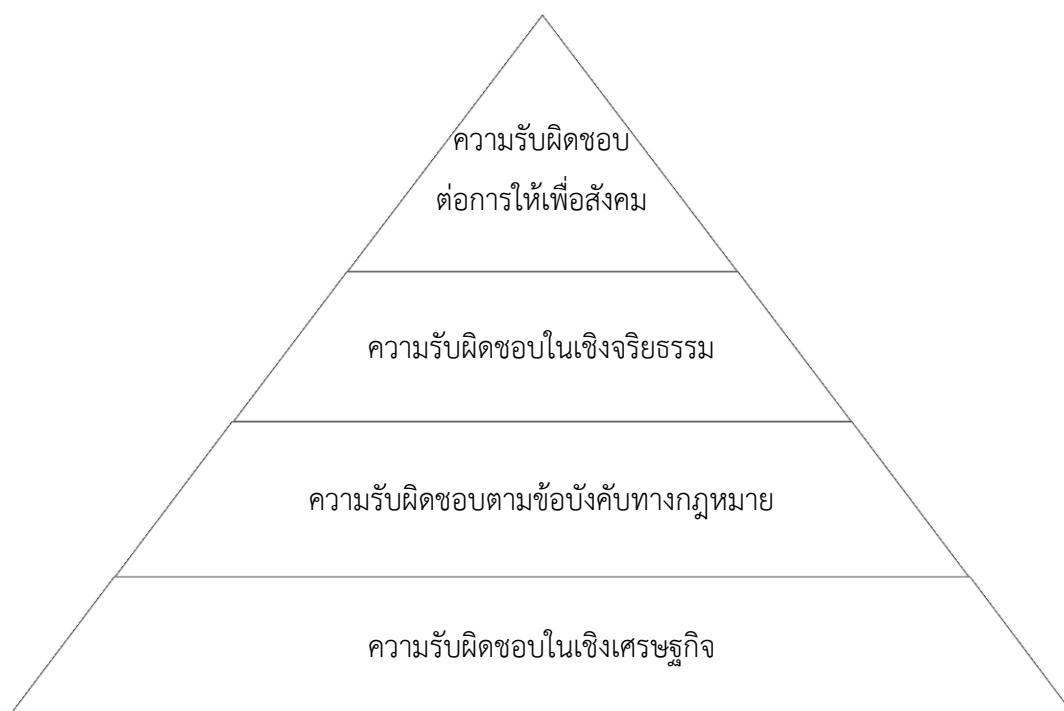 ความรับผิดชอบ
ต่อการให้เพื่อสังคม
ความรับผิดชอบในเชิงจริยธรรม
ความรับผิดชอบตามข้อบังคับทางกฎหมาย
ความรับผิดชอบในเชิงเศรษฐกิจ